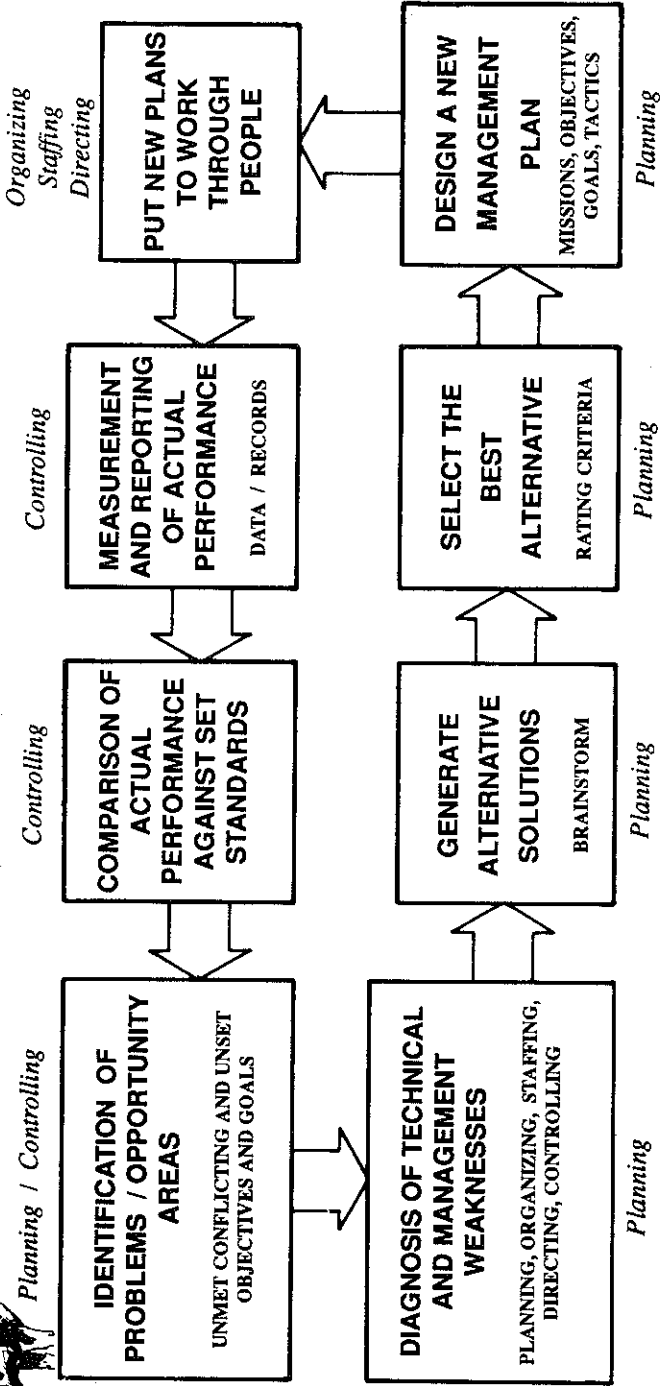 Planning / Controlling
IDENTIFICATION OF
PROBLEMS / OPPORTUNITY
AREAS
UNMET CONFLICTING AND UNSET
OBJECTIVES AND GOALS
Controlling
COMPARISON OF
ACTUAL
PERFORMANCE
AGAINST SET
STANDARDS
Controlling
MEASUREMENT
AND REPORTING
OF ACTUAL
PERFORMANCE
DATA / RECORDS
Organizing
Staffing
Directing
PUT NEW PLANS
TO WORK
THROUGH
PEOPLE
DIAGNOSIS OF TECHNICAL
AND MANAGEMENT
WEAKNESSES
PLANNING, ORGANIZING, STAFFING,
DIRECTING, CONTROLLING
Planning
GENERATE
ALTERNATIVE
SOLUTIONS
BRAINSTORM
Planning
SELECT THE
BEST
ALTERNATIVE
RATING CRITERIA
Planning
DESIGN A NEW
MANAGEMENT
PLAN
MISSIONS, OBJECTIVES,
GOALS, TACTICS
Planning